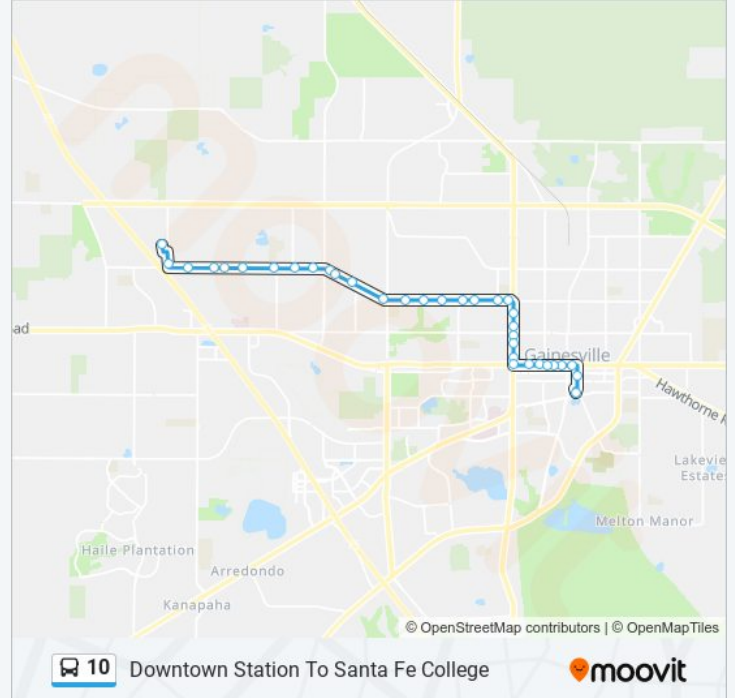 ad
Gainesville
Hawthorne R
Lakevie
Estate
Melton Manor
Haile Plantation
Arredondo
Kanapaha
© OpenStreetMap contributors | © OpenMapTiles
10 Downtown Station To Santa Fe College
moovit